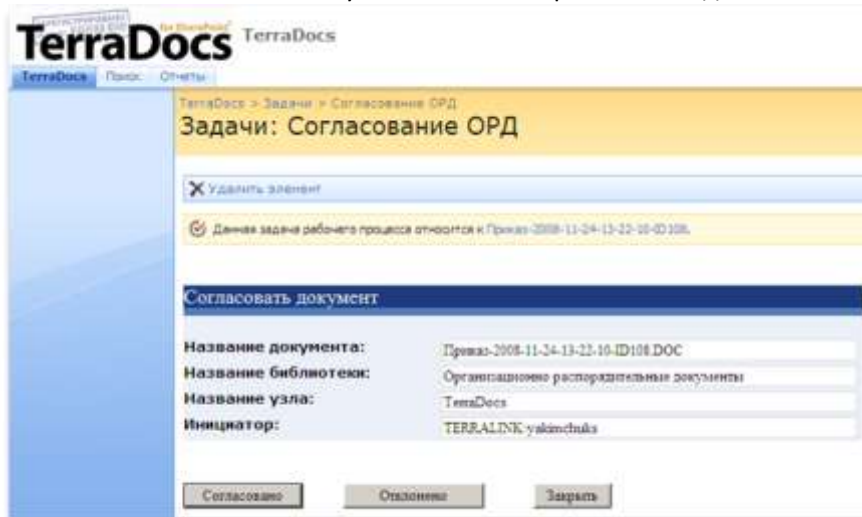 TerraDocs
TerraDocs
TerraDocs Поиск Отчеты
TerraDocs > Задачи > Согласование ОРД
Задачи: Согласование ОРД
Удалить элемент
Данная задача рабочего процесса относится к Приказ-2008-11-24-13-22-10-ID108.
Согласовать документ
Название документа: Приказ-2008-11-24-13-22-10-ID108.DOC
Название библиотеки: Организационно распорядительные документы
Название узла: TerraDocs
Инициатор: TERRALINK\yakimchuks
Согласовано Отклонено Закрыть